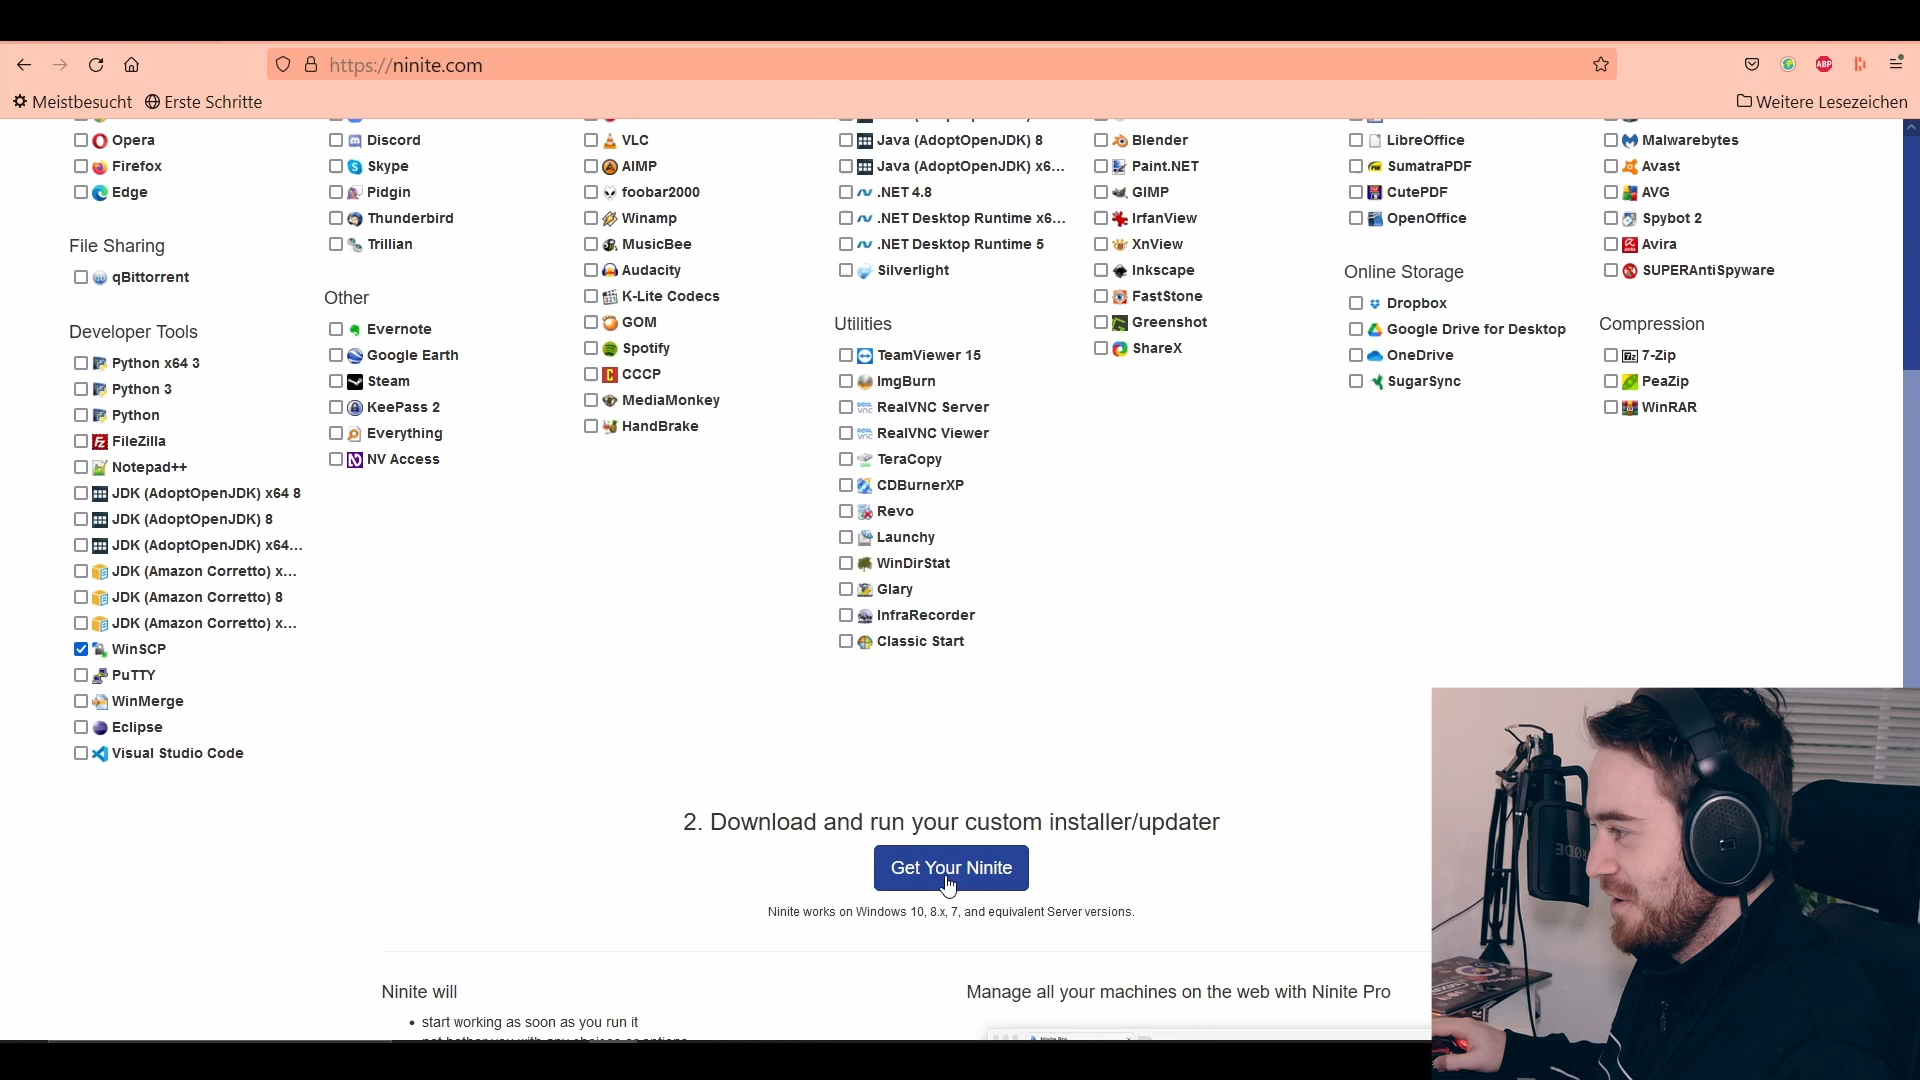 https://ninite.com
Meistbesucht
Erste Schritte
Weitere Lesezeichen
Opera
Firefox
Edge
File Sharing
qBittorrent
Developer Tools
Python x64 3
Python 3
Python
FileZilla
Notepad++
JDK (AdoptOpenJDK) x64 8
JDK (AdoptOpenJDK) 8
JDK (AdoptOpenJDK) x64...
JDK (Amazon Corretto) x...
JDK (Amazon Corretto) 8
JDK (Amazon Corretto) x...
WinSCP
PuTTY
WinMerge
Eclipse
Visual Studio Code
Discord
Skype
Pidgin
Thunderbird
Trillian
Other
Evernote
Google Earth
Steam
KeePass 2
Everything
NV Access
VLC
AIMP
foobar2000
Winamp
MusicBee
Audacity
K-Lite Codecs
GOM
Spotify
CCCP
MediaMonkey
HandBrake
Java (AdoptOpenJDK) 8
Java (AdoptOpenJDK) x6...
.NET 4.8
.NET Desktop Runtime x6...
.NET Desktop Runtime 5
Silverlight
Utilities
TeamViewer 15
ImgBurn
RealVNC Server
RealVNC Viewer
TeraCopy
CDBurnerXP
Revo
Launchy
WinDirStat
Glary
InfraRecorder
Classic Start
Blender
Paint.NET
GIMP
IrfanView
XnView
Inkscape
FastStone
Greenshot
ShareX
LibreOffice
SumatraPDF
CutePDF
OpenOffice
Online Storage
Dropbox
Google Drive for Desktop
OneDrive
SugarSync
Malwarebytes
Avast
AVG
Spybot 2
Avira
SUPERAntiSpyware
Compression
7-Zip
PeaZip
WinRAR
2. Download and run your custom installer/updater
Get Your Ninite
Ninite works on Windows 10, 8.x, 7, and equivalent Server versions.
Ninite will
• start working as soon as you run it
Manage all your machines on the web with Ninite Pro
ABP
RØDE